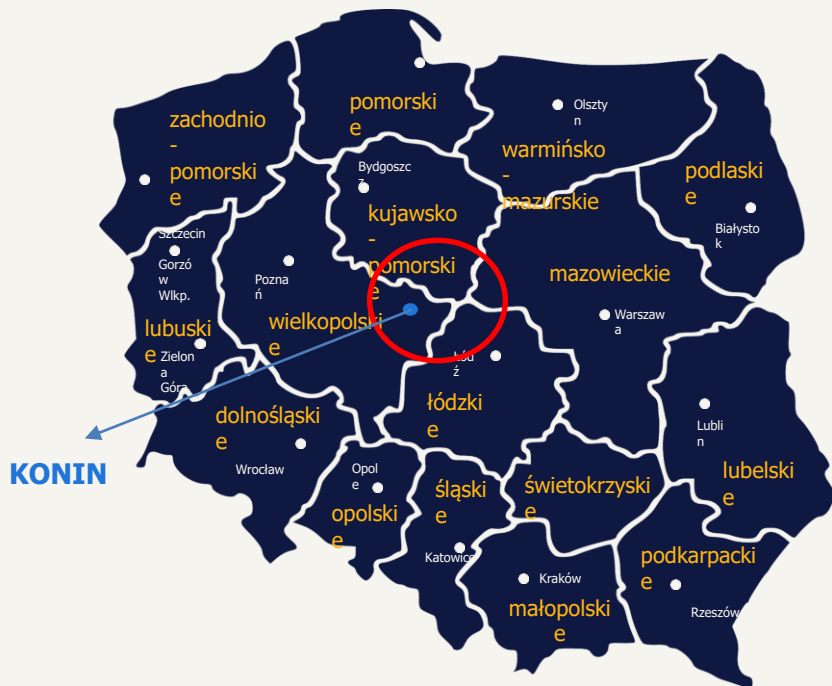 pomorski
e
Olszty
n
zachodnio
-
pomorski
e
warmińsko
-
mazurskie
podlaski
e
Bydgoszc
z
kujawsko
-
pomorski
e
Białysto
k
Szczecin
Gorzó
w
Wlkp.
Pozna
ń
mazowieckie
lubuski
e
wielkopolski
e
Warszaw
a
Zielon
a
Góra
Łód
ź
dolnośląski
e
łódzki
e
Lubli
n
KONIN
Wrocław
Opol
e
śląski
e
świetokrzyski
e
lubelski
e
opolski
e
Katowice
Kraków
podkarpacki
e
małopolski
e
Rzeszów